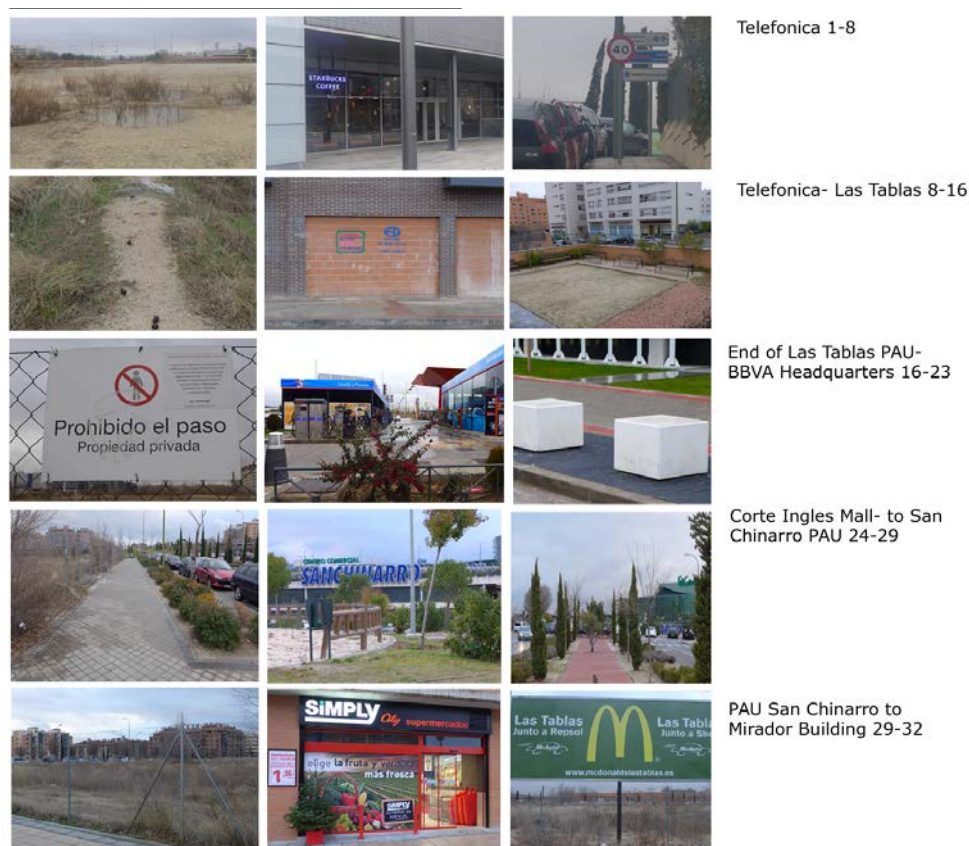 Telefonica 1-8
STARBUCKS
COFFEE
40
Telefonica- Las Tablas 8-16
End of Las Tablas PAU-
BBVA Headquarters 16-23
Prohibido el paso
Propiedad privada
Corte Ingles Mall- to San
Chinarro PAU 24-29
CENTRO COMERCIAL
SANCHINARRO
PAU San Chinarro to
Mirador Building 29-32
SiMPLY
City supermercados
elige la fruta y verdura
más fresca
SiMPLY
Las Tablas
Junto a Repsol
Las Tablas
Junto a She
www.mcdonaldslastablas.es